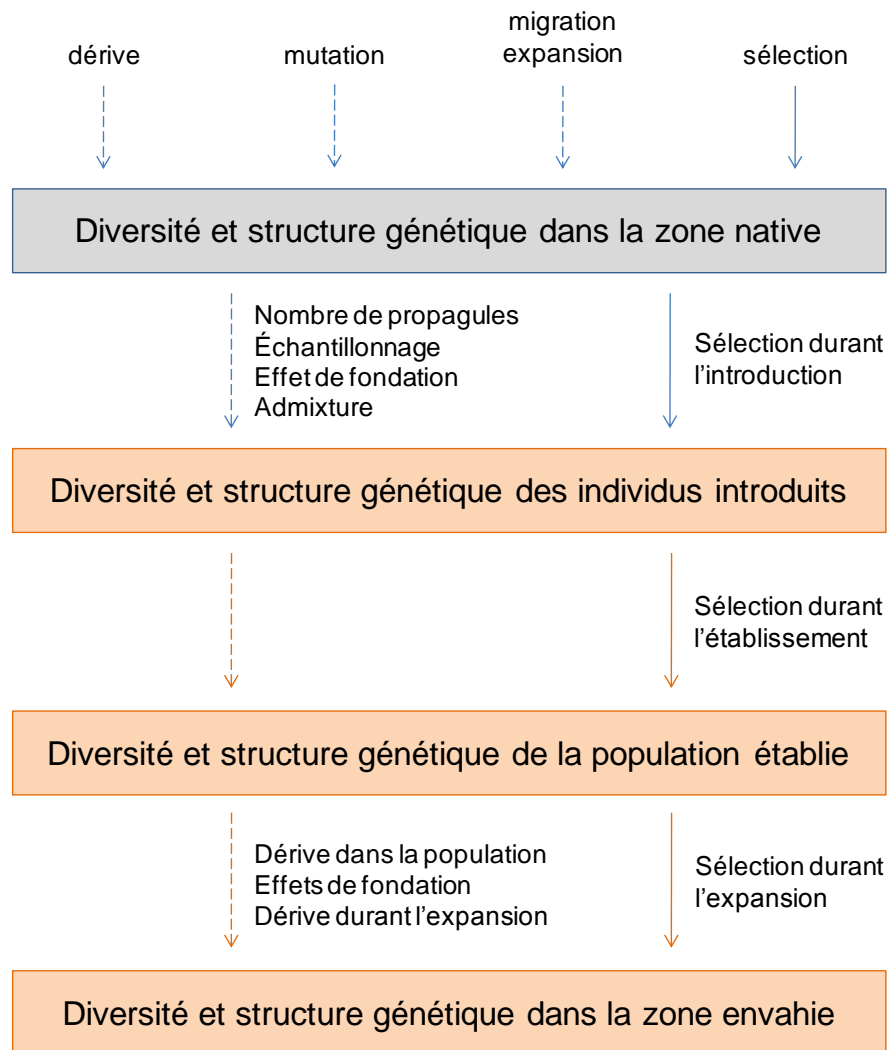 dérive
mutation
migration
expansion
sélection
Diversité et structure génétique dans la zone native
Nombre de propagules
Échantillonnage
Effet de fondation
Admixture
Sélection durant
l'introduction
Diversité et structure génétique des individus introduits
Sélection durant
l'établissement
Diversité et structure génétique de la population établie
Dérive dans la population
Effets de fondation
Dérive durant l'expansion
Sélection durant
l'expansion
Diversité et structure génétique dans la zone envahie